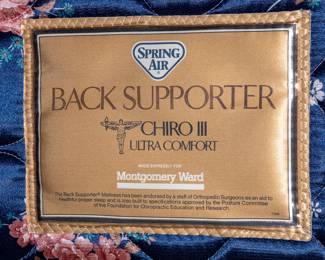 SPRING
AIR
BACK SUPPORTER
CHIRO III
ULTRA COMFORT
MADE EXPRESSLY FOR
Montgomery Ward
The Back Supporter® Mattress has been endorsed by a staff of Orthopedic Surgeons as an aid to
healthful proper sleep and is also built to specifications approved by the Posture Committee
of the Foundation for Chiropractic Education and Research.